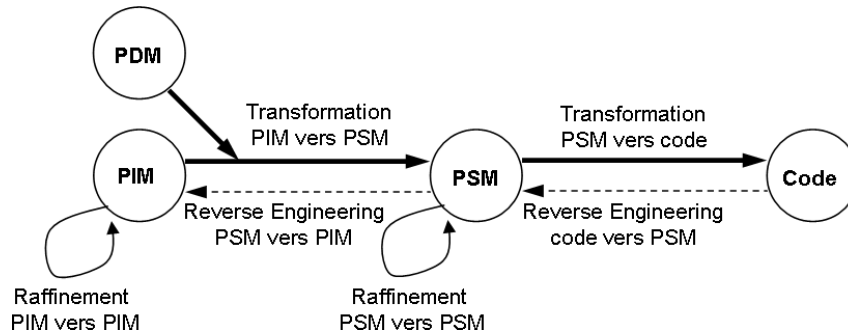 PDM
Transformation
PIM vers PSM
Transformation
PSM vers code
PIM
PSM
Code
Reverse Engineering
PSM vers PIM
Reverse Engineering
code vers PSM
Raffinement
PIM vers PIM
Raffinement
PSM vers PSM